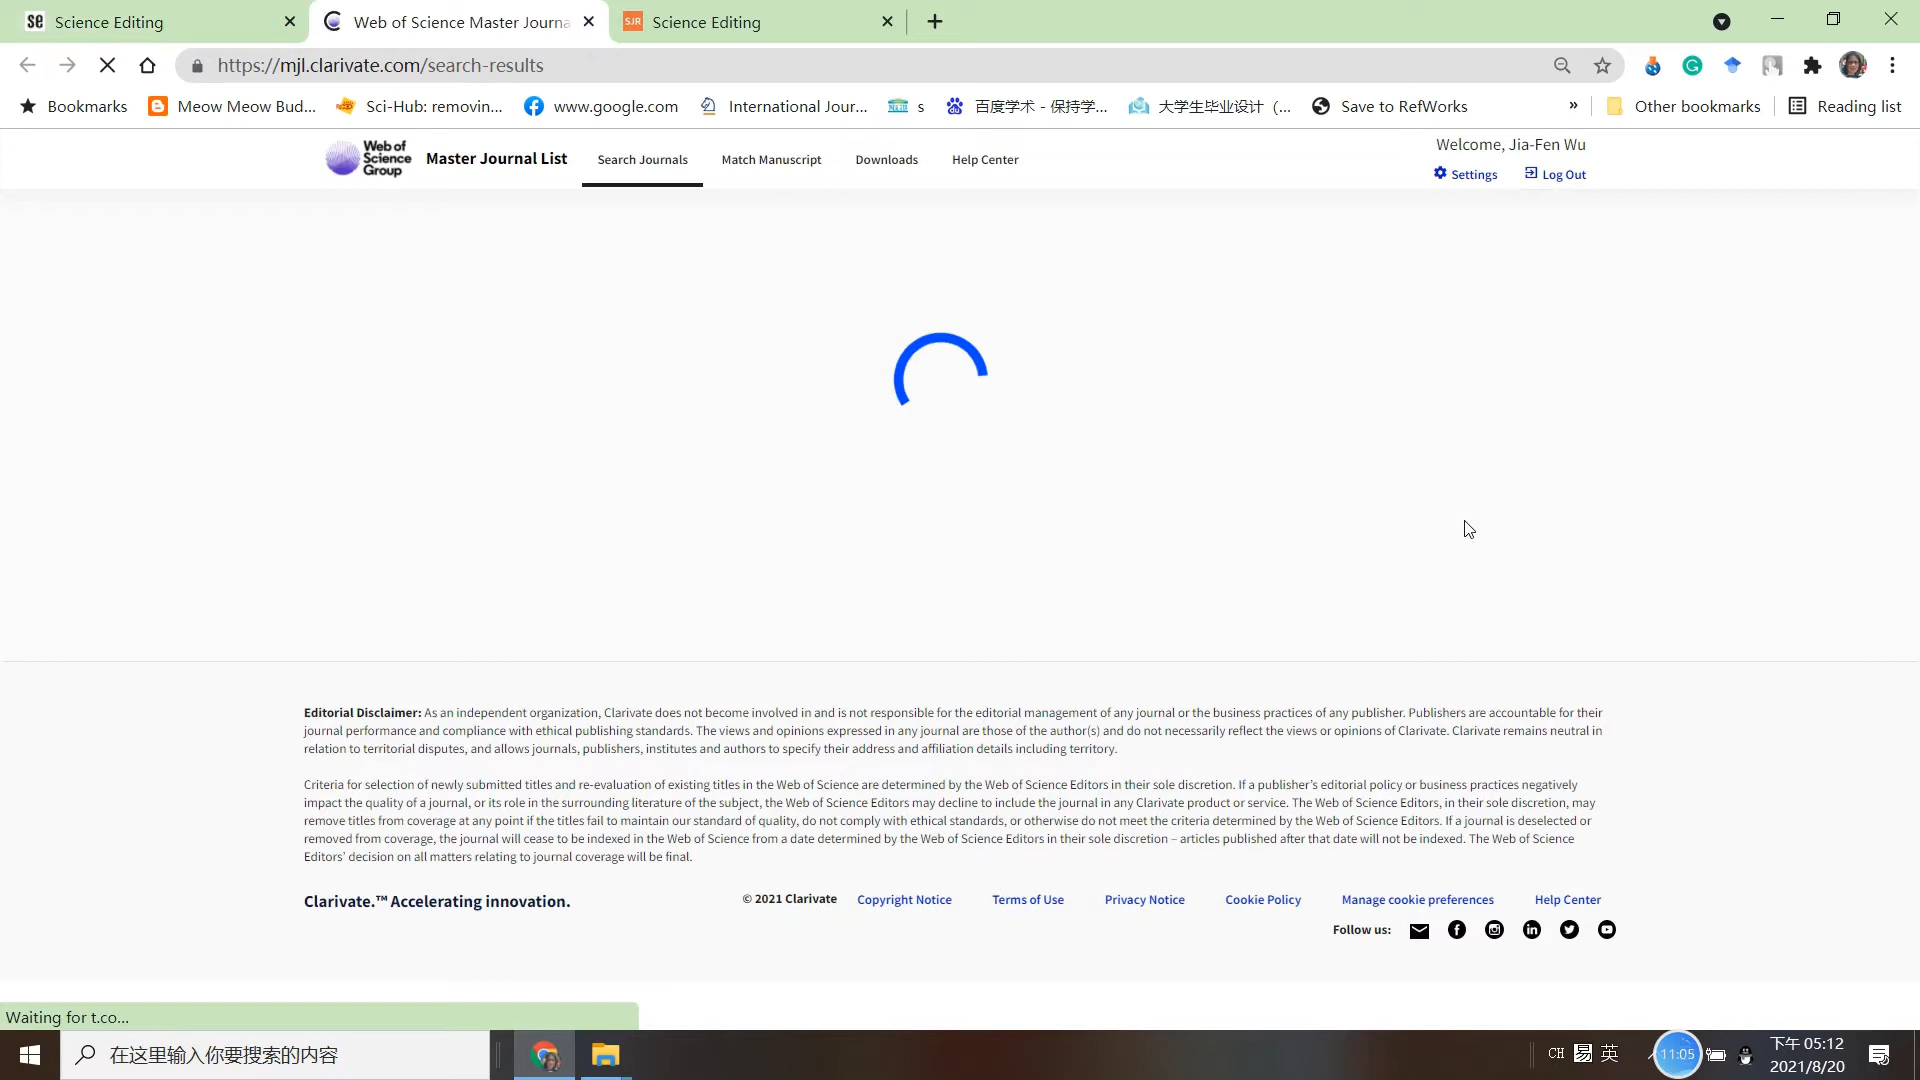 Science Editing
Web of Science Master Journa
SJR
Science Editing
https://mjl.clarivate.com/search-results
Bookmarks
Meow Meow Bud...
Sci-Hub: removin...
www.google.com
International Jour...
s
百度学术 - 保持学...
大学生毕业设计 (...
Save to RefWorks
»
Other bookmarks
Reading list
Web of
Science
Group
Master Journal List
Search Journals
Match Manuscript
Downloads
Help Center
Welcome, Jia-Fen Wu
Settings
Log Out
Editorial Disclaimer: As an independent organization, Clarivate does not become involved in and is not responsible for the editorial management of any journal or the business practices of any publisher. Publishers are accountable for their
journal performance and compliance with ethical publishing standards. The views and opinions expressed in any journal are those of the author(s) and do not necessarily reflect the views or opinions of Clarivate. Clarivate remains neutral in
relation to territorial disputes, and allows journals, publishers, institutes and authors to specify their address and affiliation details including territory.
Criteria for selection of newly submitted titles and re-evaluation of existing titles in the Web of Science are determined by the Web of Science Editors in their sole discretion. If a publisher’s editorial policy or business practices negatively
impact the quality of a journal, or its role in the surrounding literature of the subject, the Web of Science Editors may decline to include the journal in any Clarivate product or service. The Web of Science Editors, in their sole discretion, may
remove titles from coverage at any point if the titles fail to maintain our standard of quality, do not comply with ethical standards, or otherwise do not meet the criteria determined by the Web of Science Editors. If a journal is deselected or
removed from coverage, the journal will cease to be indexed in the Web of Science from a date determined by the Web of Science Editors in their sole discretion – articles published after that date will not be indexed. The Web of Science
Editors’ decision on all matters relating to journal coverage will be final.
Clarivate.™ Accelerating innovation.
© 2021 Clarivate
Copyright Notice
Terms of Use
Privacy Notice
Cookie Policy
Manage cookie preferences
Help Center
Follow us:
Waiting for t.co...
在这里输入你要搜索的内容
CH
易
英
11:05
下午 05:12
2021/8/20